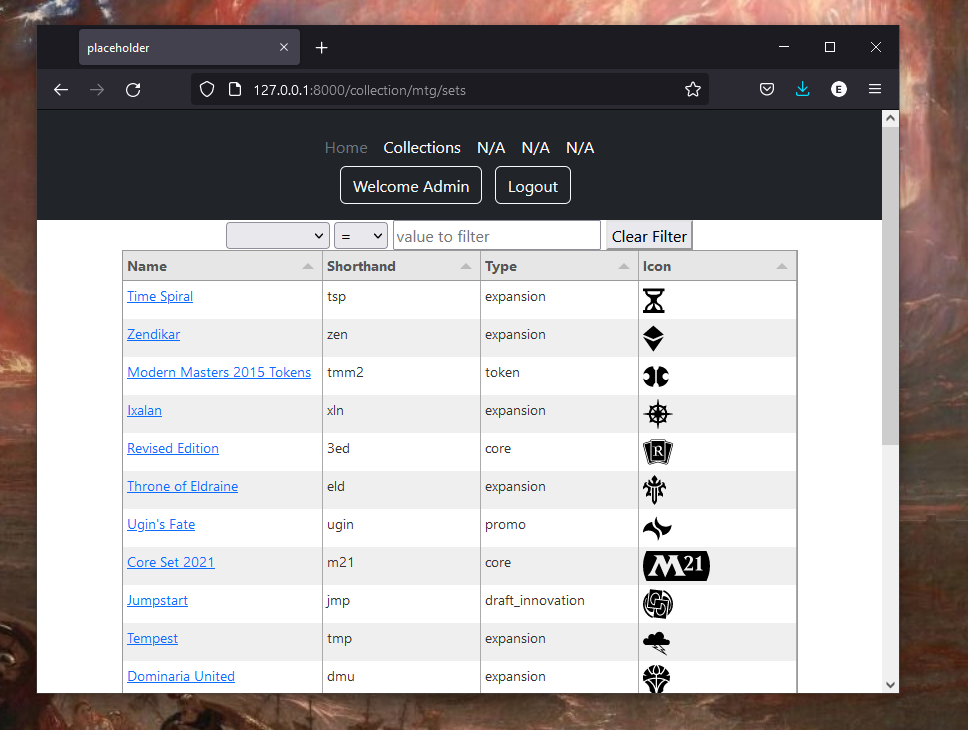 placeholder
127.0.0.1:8000/collection/mtg/sets
E
Home Collections N/A N/A N/A
Welcome Admin Logout
= value to filter Clear Filter
Name Shorthand Type Icon
Time Spiral tsp expansion
Zendikar zen expansion
Modern Masters 2015 Tokens tmm2 token
Ixalan xln expansion
Revised Edition 3ed core R
Throne of Eldraine eld expansion
Ugin's Fate ugin promo
Core Set 2021 m21 core M21
Jumpstart jmp draft_innovation
Tempest tmp expansion
Dominaria United dmu expansion